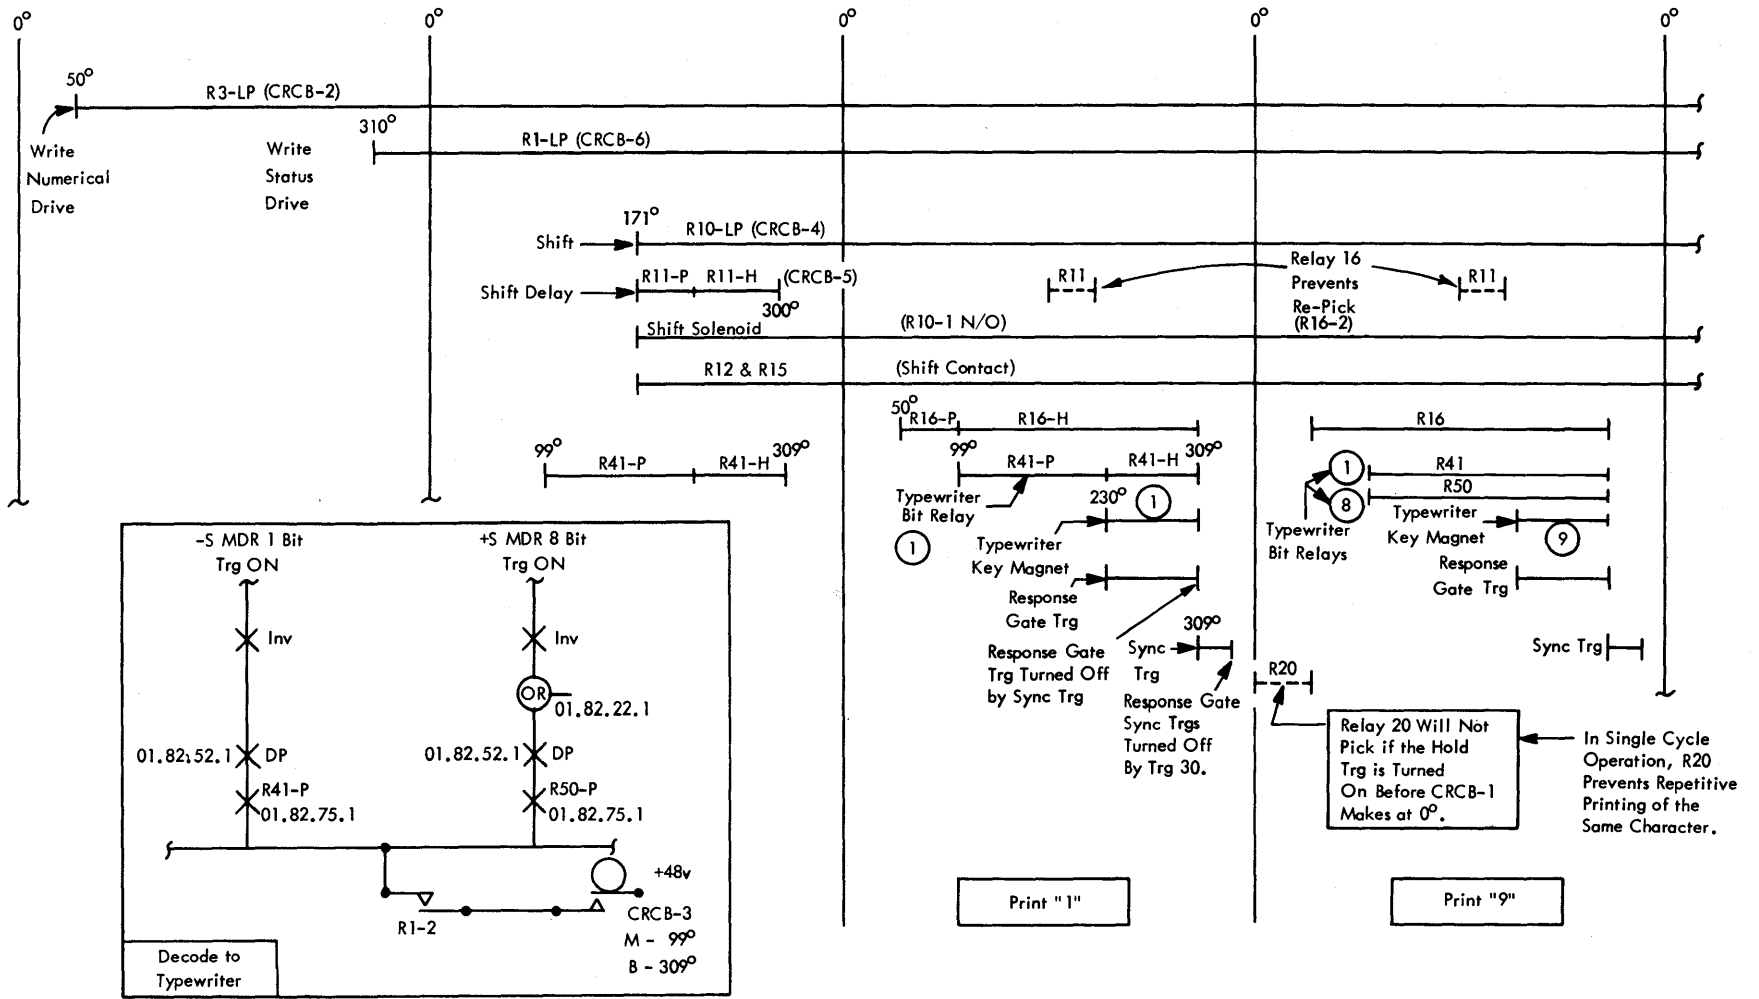 0° 0° 0° 0° 0°
50°
R3-LP (CRCB-2)
310°
R1-LP (CRCB-6)
Write
Numerical
Drive
Write
Status
Drive
171°
Shift
R10-LP (CRCB-4)
Shift Delay
R11-P R11-H (CRCB-5)
300°
R11
Relay 16
Prevents
Re-Pick
(R16-2)
R11
Shift Solenoid
(R10-1 N/O)
R12 & R15
(Shift Contact)
50°
R16-P R16-H
R16
99°
R41-P R41-H
309°
99°
R41-P R41-H
309°
Typewriter
Bit Relay
1
230°
1
Typewriter
Key Magnet
Response
Gate Trg
Response Gate
Trg Turned Off
by Sync Trg
309°
Sync
Trg
Response Gate
Sync Trgs
Turned Off
By Trg 30.
1
8
R41
R50
Typewriter
Bit Relays
Typewriter
Key Magnet
9
Response
Gate Trg
Sync Trg
R20
Relay 20 Will Not
Pick if the Hold
Trg is Turned
On Before CRCB-1
Makes at 0°.
In Single Cycle
Operation, R20
Prevents Repetitive
Printing of the
Same Character.
Print "1"
Print "9"
-S MDR 1 Bit
Trg ON
+S MDR 8 Bit
Trg ON
Inv
Inv
OR
01.82.22.1
01.82.52.1 DP
01.82.52.1 DP
R41-P
01.82.75.1
R50-P
01.82.75.1
+48v
R1-2
CRCB-3
M - 99°
B - 309°
Decode to
Typewriter